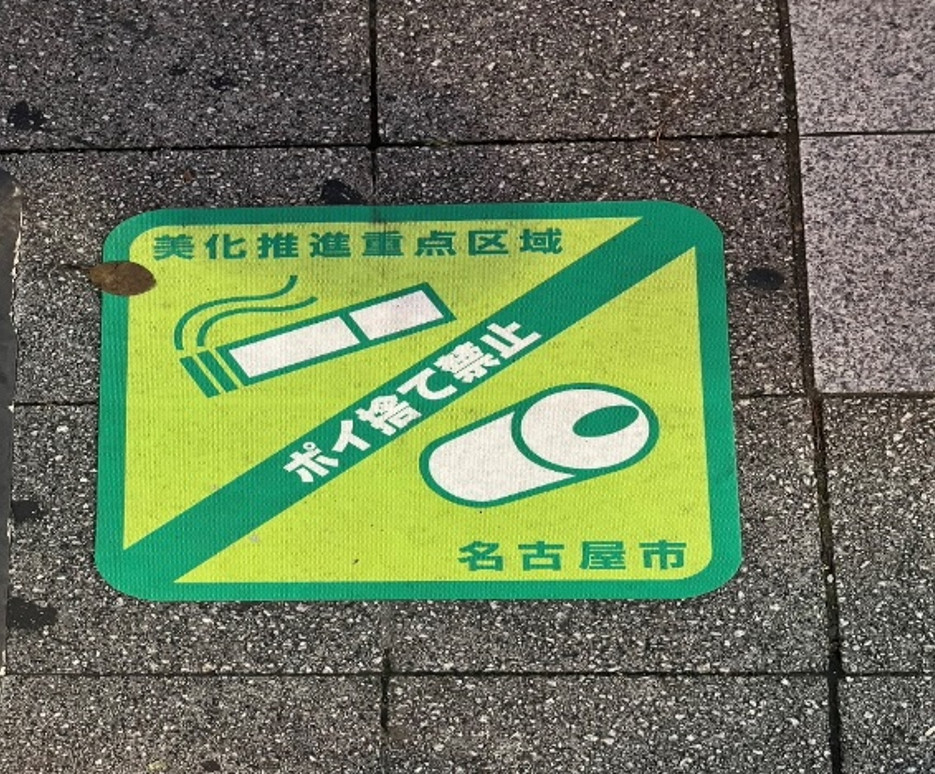 美化推進重点区域
ポイ捨て禁止
名古屋市